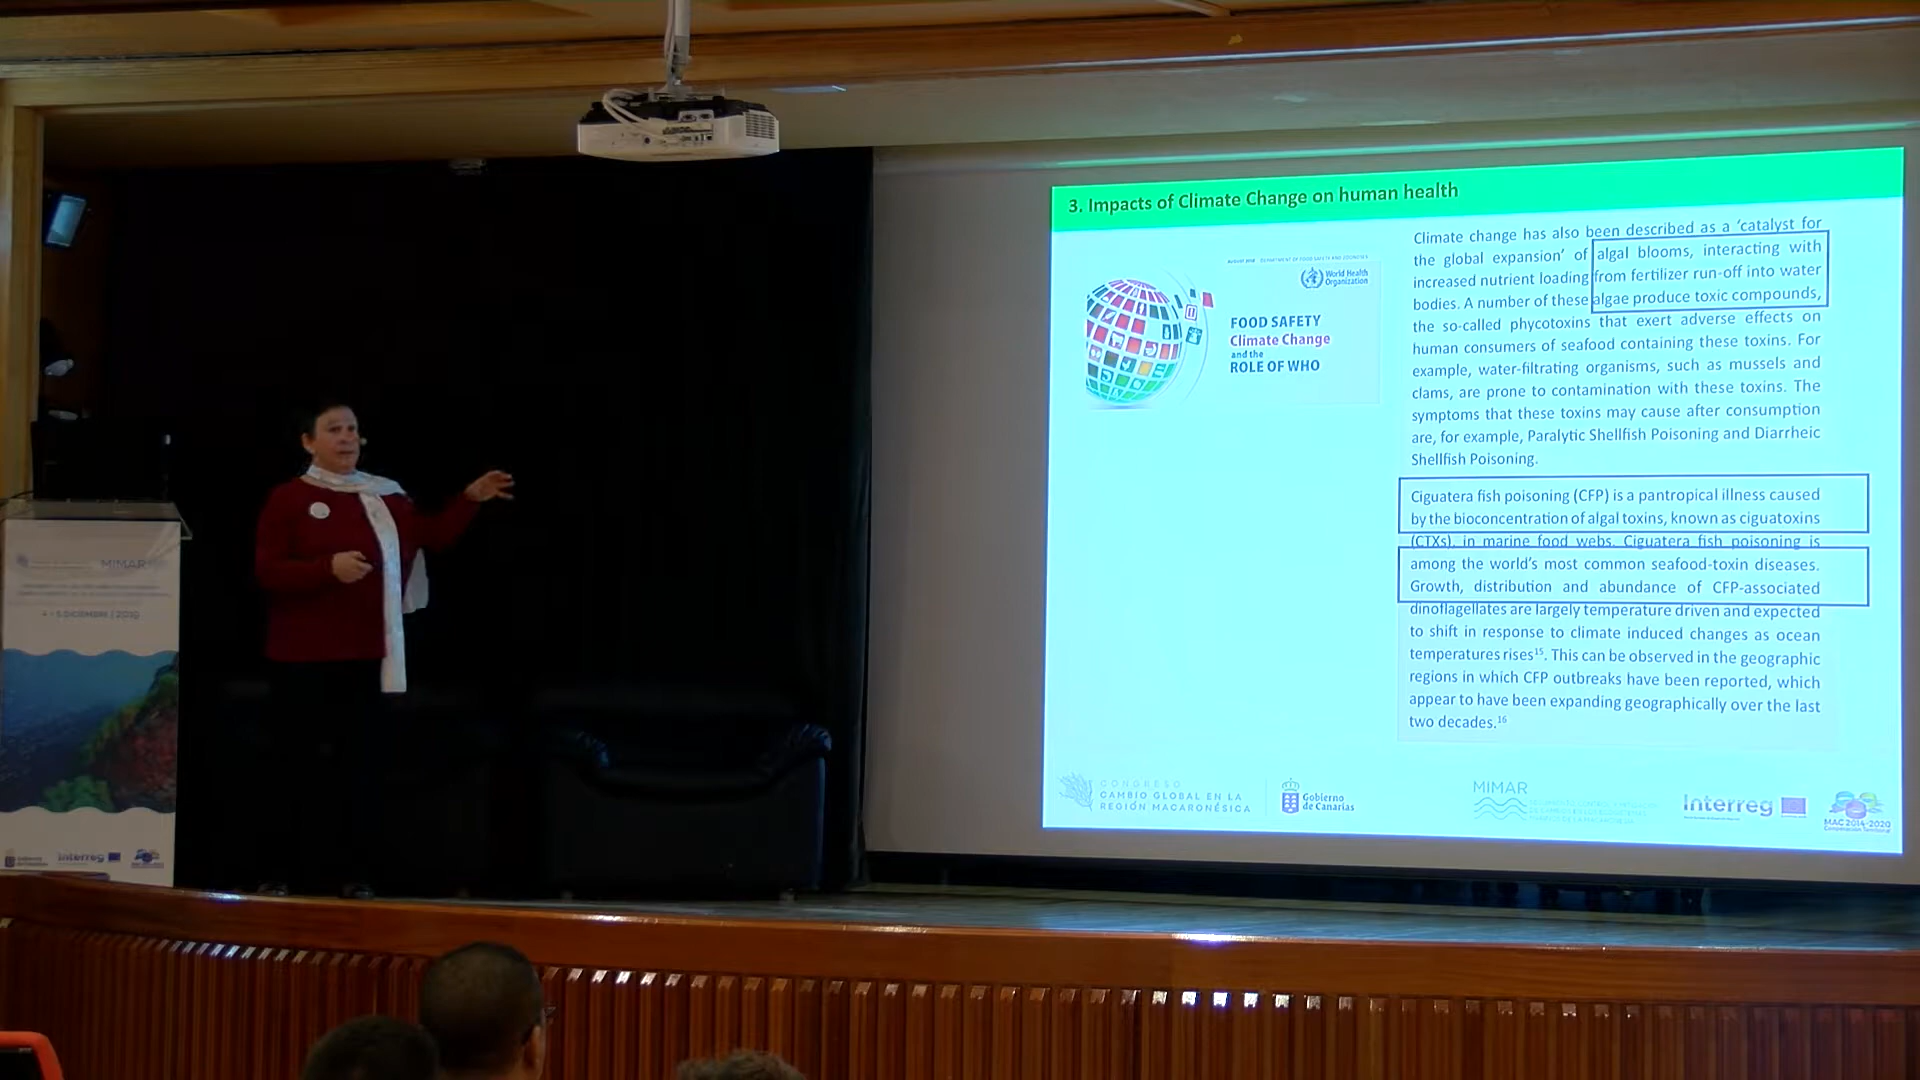 3. Impacts of Climate Change on human health
World Health
Organization
FOOD SAFETY
Climate Change
and the
ROLE OF WHO
Climate change has also been described as a ‘catalyst for
the global expansion’ of algal blooms, interacting with
increased nutrient loading from fertilizer run-off into water
bodies. A number of these algae produce toxic compounds,
the so-called phycotoxins that exert adverse effects on
human consumers of seafood containing these toxins. For
example, water-filtrating organisms, such as mussels and
clams, are prone to contamination with these toxins. The
symptoms that these toxins may cause after consumption
are, for example, Paralytic Shellfish Poisoning and Diarrheic
Shellfish Poisoning.
Ciguatera fish poisoning (CFP) is a pantropical illness caused
by the bioconcentration of algal toxins, known as ciguatoxins
(CTXs), in marine food webs. Ciguatera fish poisoning is
among the world’s most common seafood-toxin diseases.
Growth, distribution and abundance of CFP-associated
dinoflagellates are largely temperature driven and expected
to shift in response to climate induced changes as ocean
temperatures rises¹⁵. This can be observed in the geographic
regions in which CFP outbreaks have been reported, which
appear to have been expanding geographically over the last
two decades.¹⁶
CONGRESO
CAMBIO GLOBAL EN LA
REGIÓN MACARONÉSICA
Gobierno
de Canarias
MIMAR
Interreg
MAC 2014-2020
Cooperación Territorial
MIMAR
Interreg